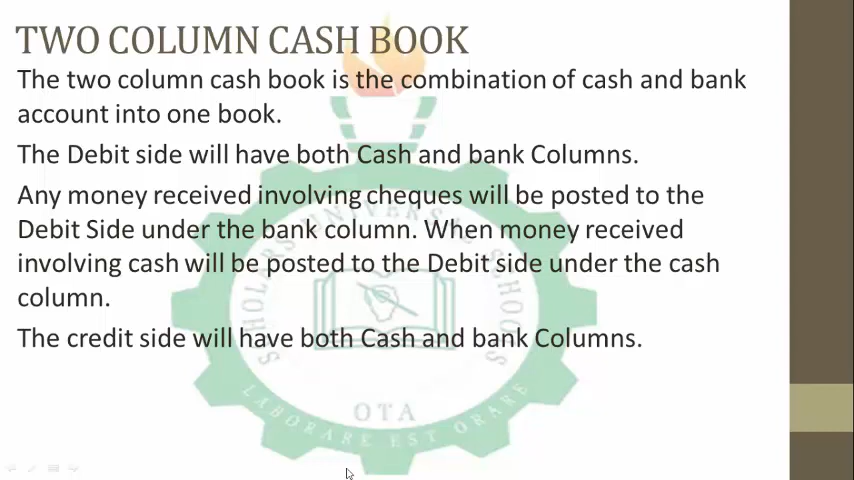 TWO COLUMN CASH BOOK
The two column cash book is the combination of cash and bank
account into one book.
The Debit side will have both Cash and bank Columns.
Any money received involving cheques will be posted to the
Debit Side under the bank column. When money received
involving cash will be posted to the Debit side under the cash
column.
The credit side will have both Cash and bank Columns.
SCHOLARS UNIVERSAL SCHOOLS
OTA
LABORARE EST ORARE